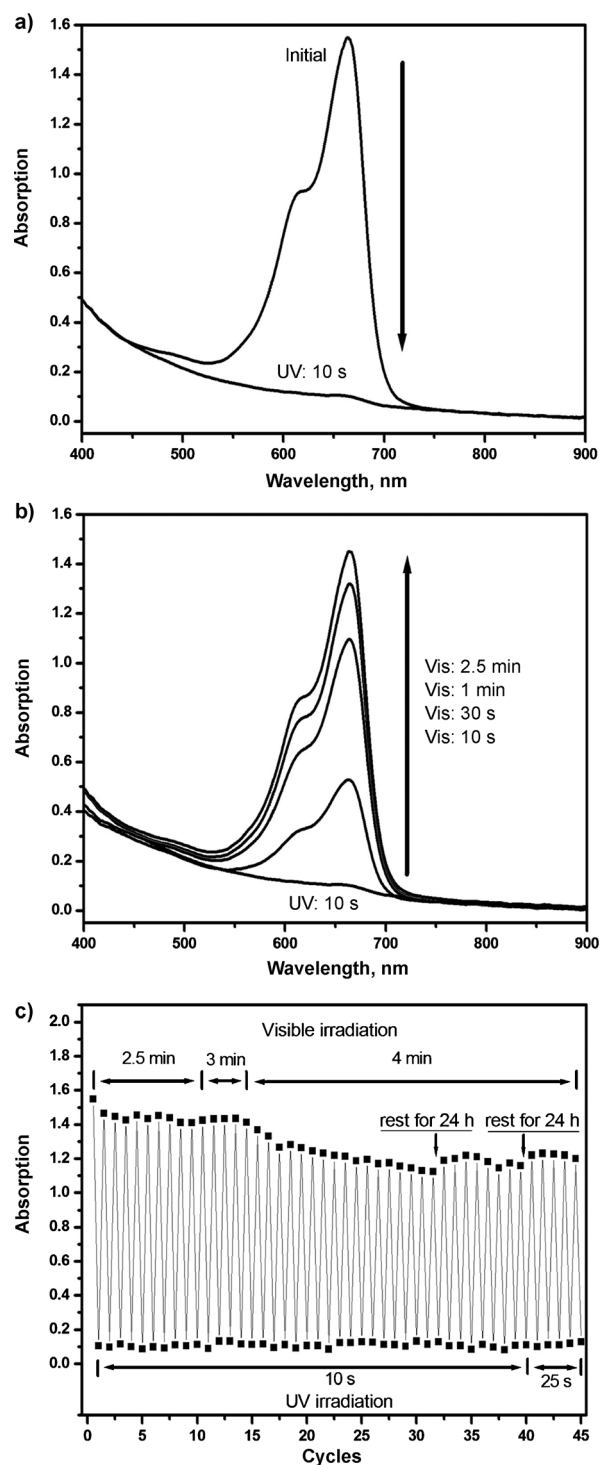 a)
1.6
Initial
1.4
1.2
1.0
Absorption
0.8
0.6
0.4
UV: 10 s
0.2
0.0
400 500 600 700 800 900
Wavelength, nm
b)
1.6
1.4
1.2
1.0
Absorption
0.8
0.6
0.4
0.2
0.0
Vis: 2.5 min
Vis: 1 min
Vis: 30 s
Vis: 10 s
UV: 10 s
400 500 600 700 800 900
Wavelength, nm
c)
2.0
Visible irradiation
1.8
2.5 min 3 min 4 min
1.6
1.4
rest for 24 h rest for 24 h
1.2
1.0
Absorption
0.8
0.6
0.4
0.2
0.0
10 s 25 s
UV irradiation
0 5 10 15 20 25 30 35 40 45
Cycles